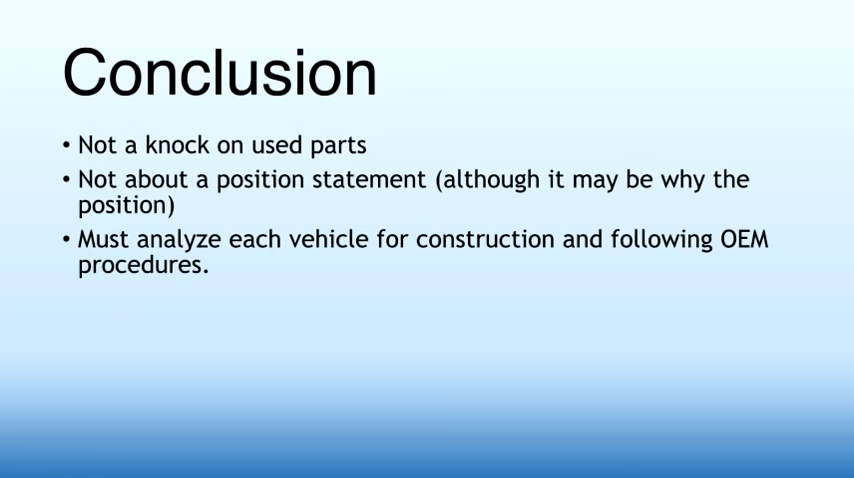 Conclusion
• Not a knock on used parts
• Not about a position statement (although it may be why the
position)
• Must analyze each vehicle for construction and following OEM
procedures.